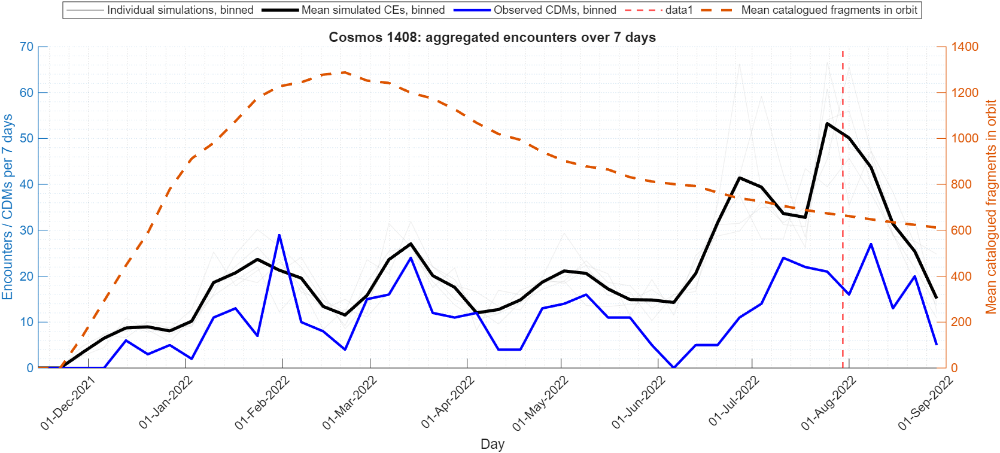 Individual simulations, binned Mean simulated CEs, binned Observed CDMs, binned data1 Mean catalogued fragments in orbit
Cosmos 1408: aggregated encounters over 7 days
Encounters / CDMs per 7 days
70
60
50
40
30
20
10
0
1400
1200
1000
800
600
400
200
0
Mean catalogued fragments in orbit
01-Dec-2021 01-Jan-2022 01-Feb-2022 01-Mar-2022 01-Apr-2022 01-May-2022 01-Jun-2022 01-Jul-2022 01-Aug-2022 01-Sep-2022
Day